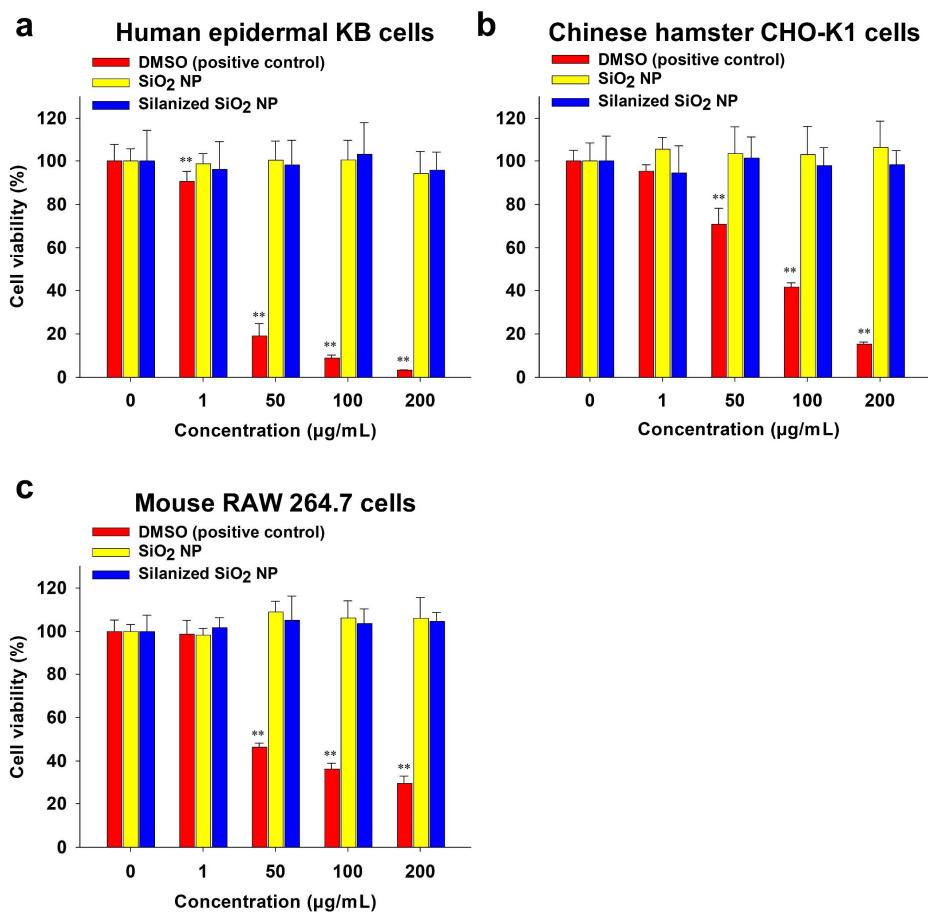 a
Human epidermal KB cells
DMSO (positive control)
SiO2 NP
Silanized SiO2 NP
Cell viability (%)
120
100
80
60
40
20
0
**
**
**
**
0 1 50 100 200
Concentration (µg/mL)
b
Chinese hamster CHO-K1 cells
DMSO (positive control)
SiO2 NP
Silanized SiO2 NP
Cell viability (%)
120
100
80
60
40
20
0
**
**
**
0 1 50 100 200
Concentration (µg/mL)
c
Mouse RAW 264.7 cells
DMSO (positive control)
SiO2 NP
Silanized SiO2 NP
Cell viability (%)
120
100
80
60
40
20
0
**
**
**
0 1 50 100 200
Concentration (µg/mL)